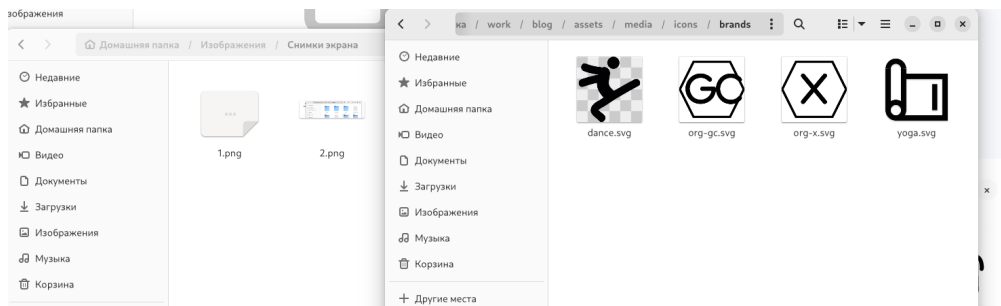 зображения
Домашняя папка / Изображения / Снимки экрана
Недавние
Избранные
Домашняя папка
Видео
Документы
Загрузки
Изображения
Музыка
Корзина
1.png
2.png
ка / work / blog / assets / media / icons / brands
Недавние
Избранные
Домашняя папка
Видео
Документы
Загрузки
Изображения
Музыка
Корзина
Другие места
GC
X
dance.svg
org-gc.svg
org-x.svg
yoga.svg